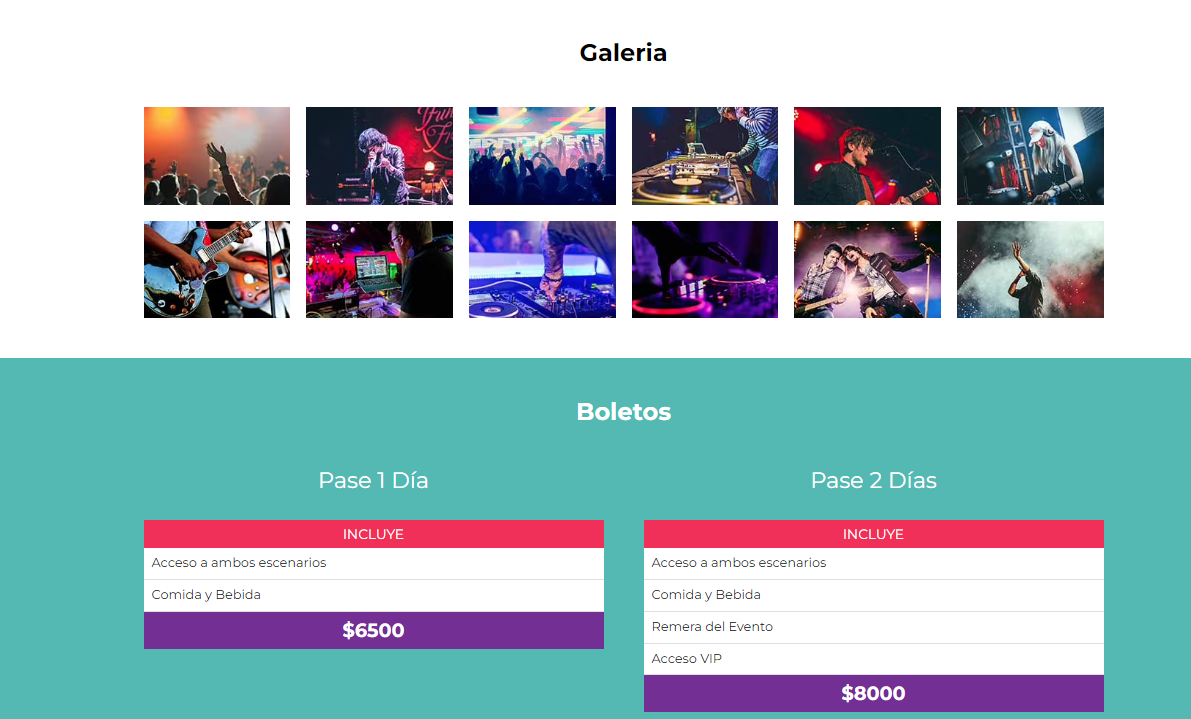 Galeria
Boletos
Pase 1 Día
INCLUYE
Acceso a ambos escenarios
Comida y Bebida
$6500
Pase 2 Días
INCLUYE
Acceso a ambos escenarios
Comida y Bebida
Remera del Evento
Acceso VIP
$8000